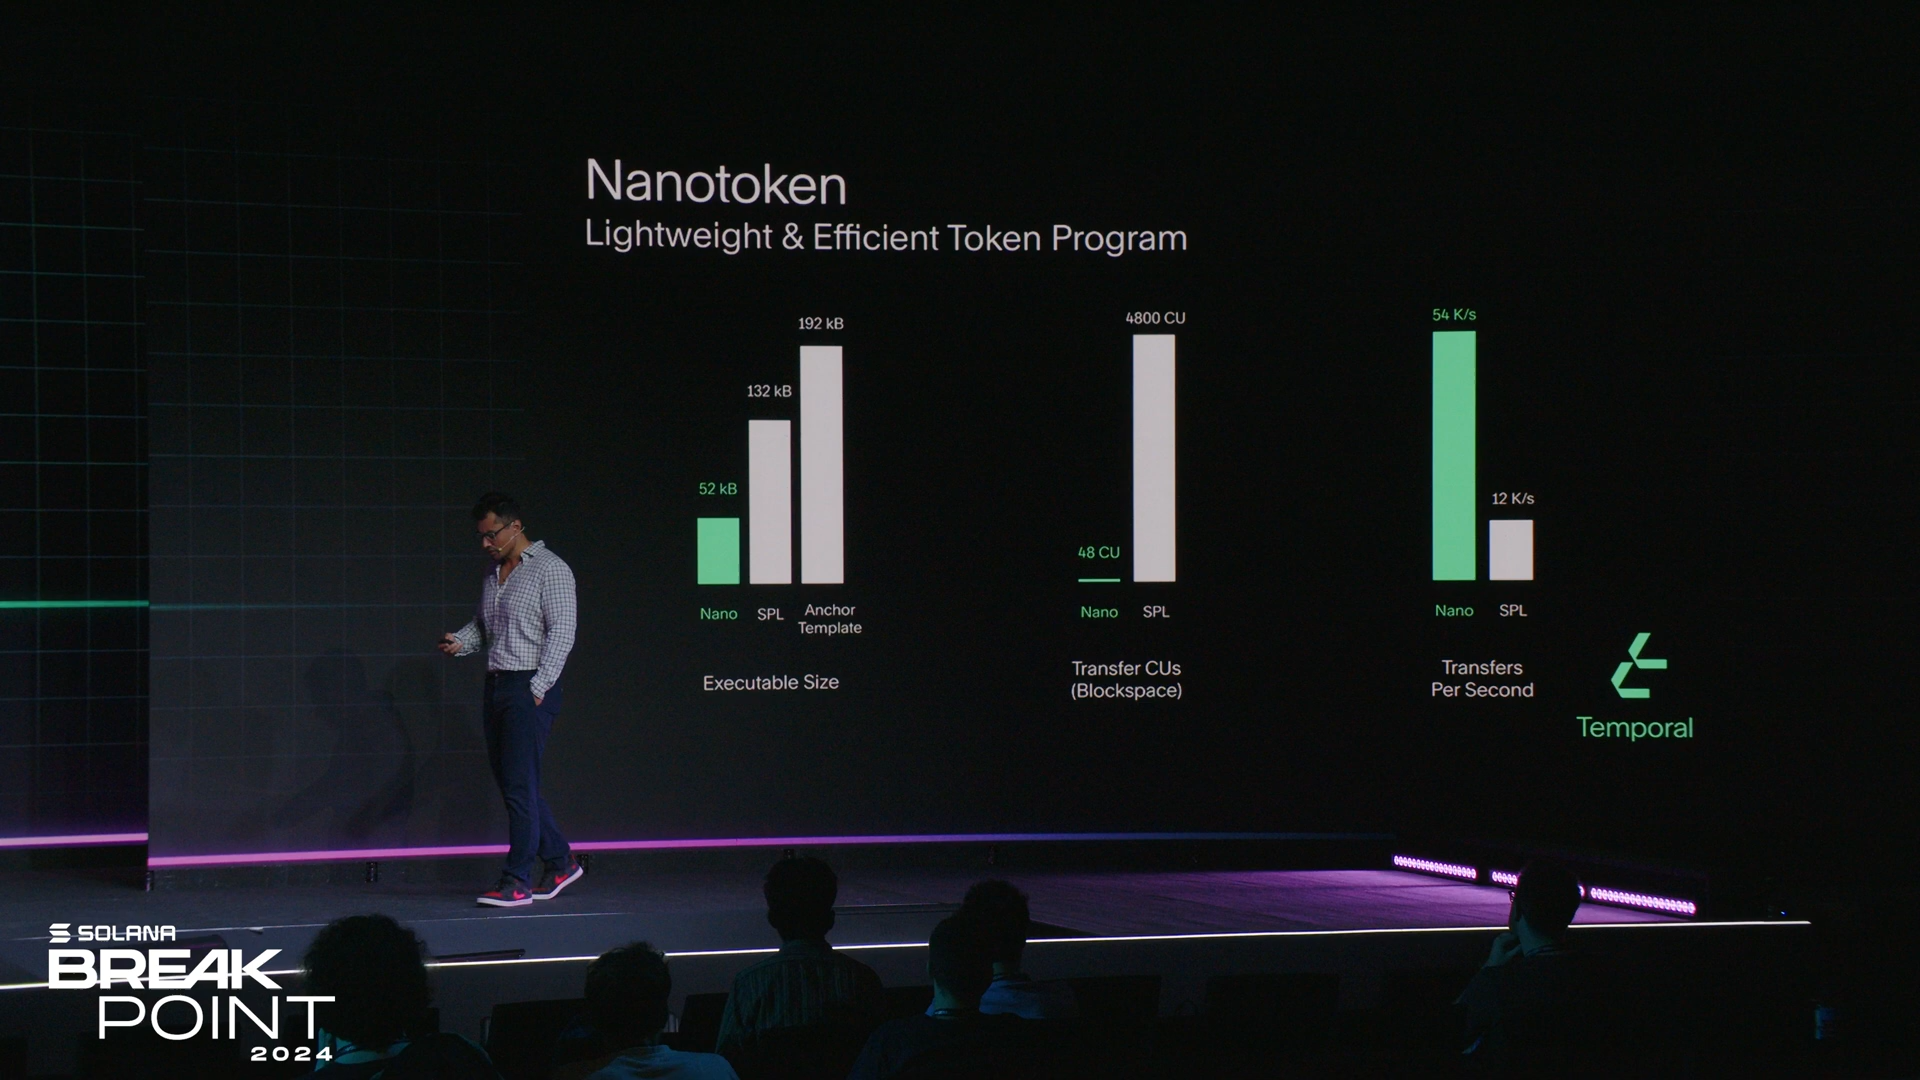 Nanotoken
Lightweight & Efficient Token Program
192 kB
132 kB
52 kB
Nano
SPL
Anchor
Template
Executable Size
4800 CU
48 CU
Nano
SPL
Transfer CUs
(Blockspace)
54 K/s
12 K/s
Nano
SPL
Transfers
Per Second
Temporal
SOLANA
BREAK
POINT
2024